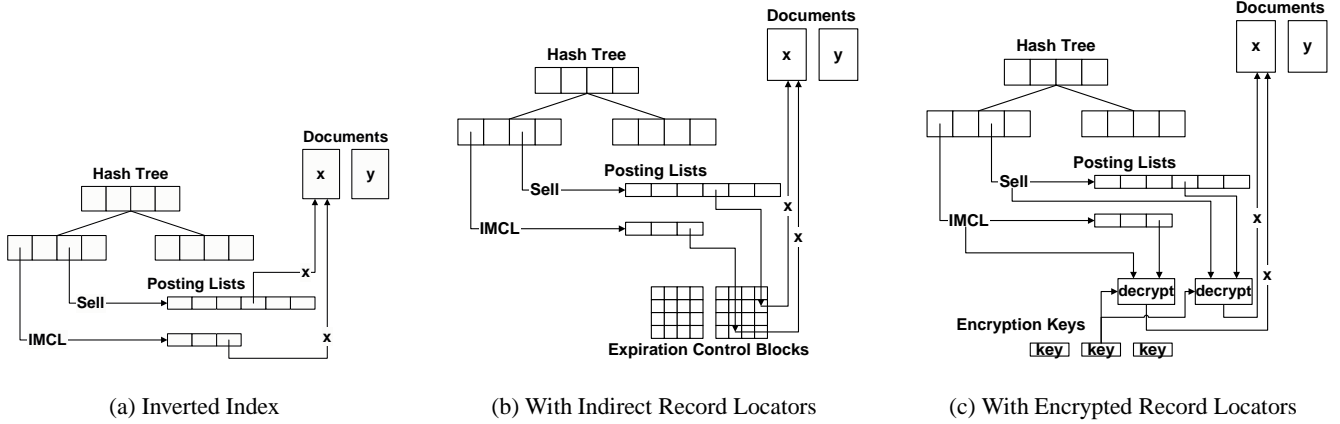 Documents
x y
Hash Tree
Posting Lists
x
Sell
x
IMCL
(a) Inverted Index
Documents
x y
Hash Tree
Posting Lists
Sell
x
IMCL
x
Expiration Control Blocks
(b) With Indirect Record Locators
Documents
x y
Hash Tree
Posting Lists
Sell
x
IMCL
x
decrypt decrypt
Encryption Keys
key key key
(c) With Encrypted Record Locators